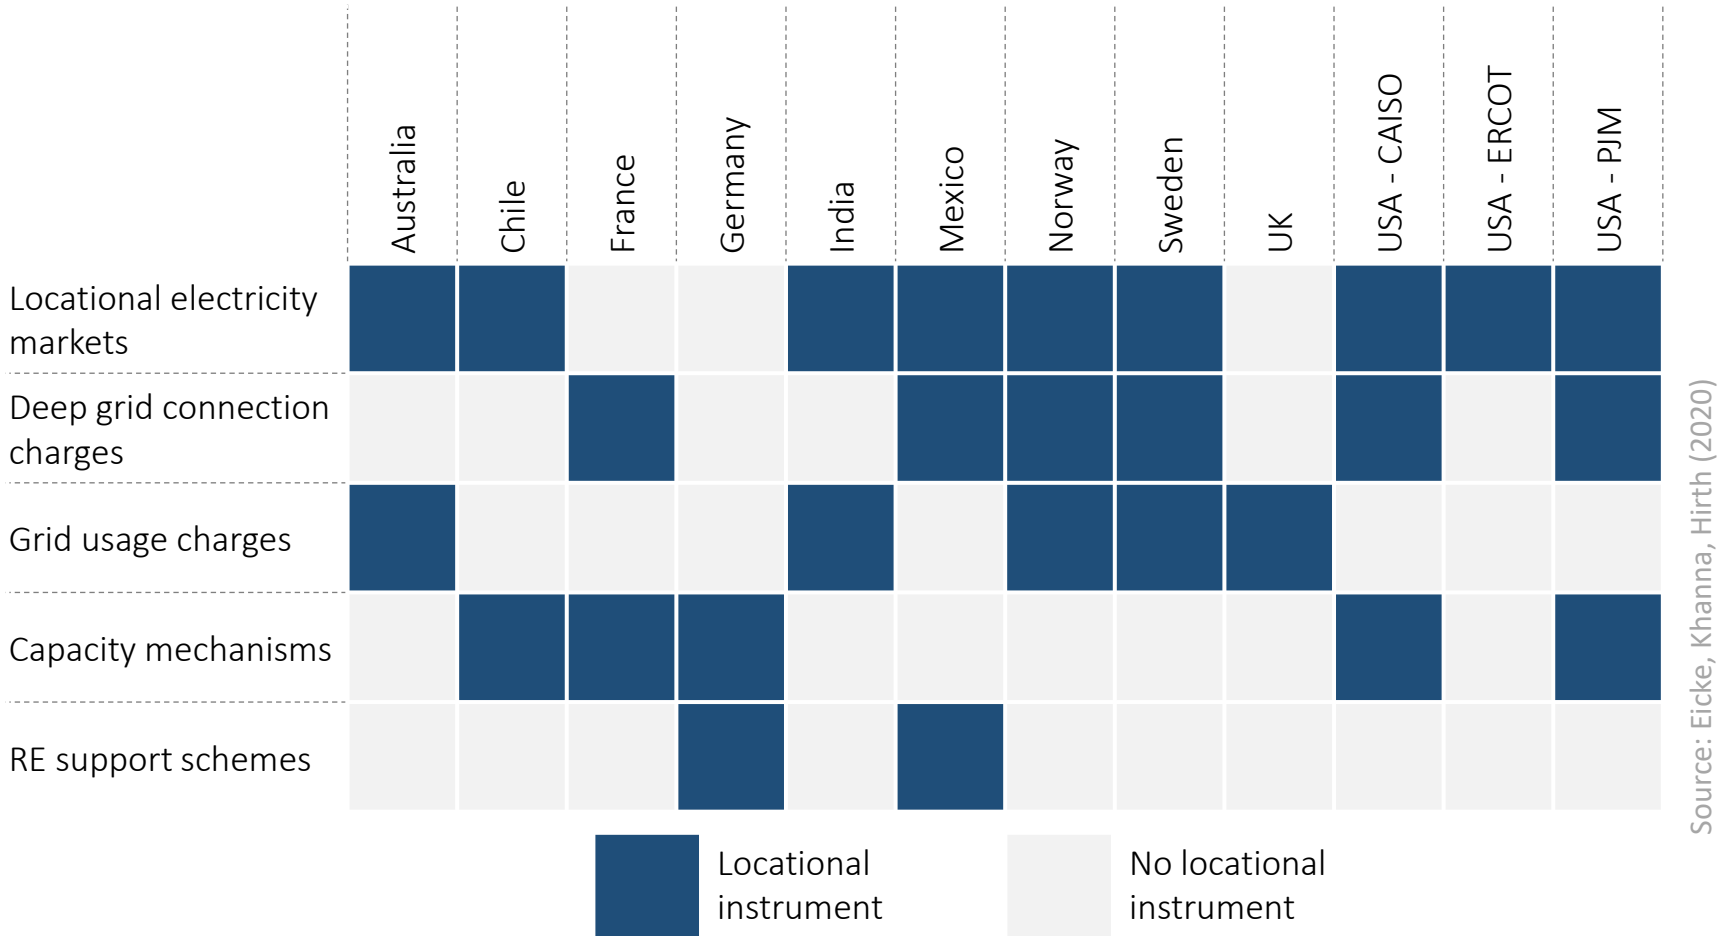 Australia
Chile
France
Germany
India
Mexico
Norway
Sweden
UK
USA - CAISO
USA - ERCOT
USA - PJM
Locational electricity
markets
Deep grid connection
charges
Grid usage charges
Capacity mechanisms
RE support schemes
Locational
instrument
No locational
instrument
Source: Eicke, Khanna, Hirth (2020)